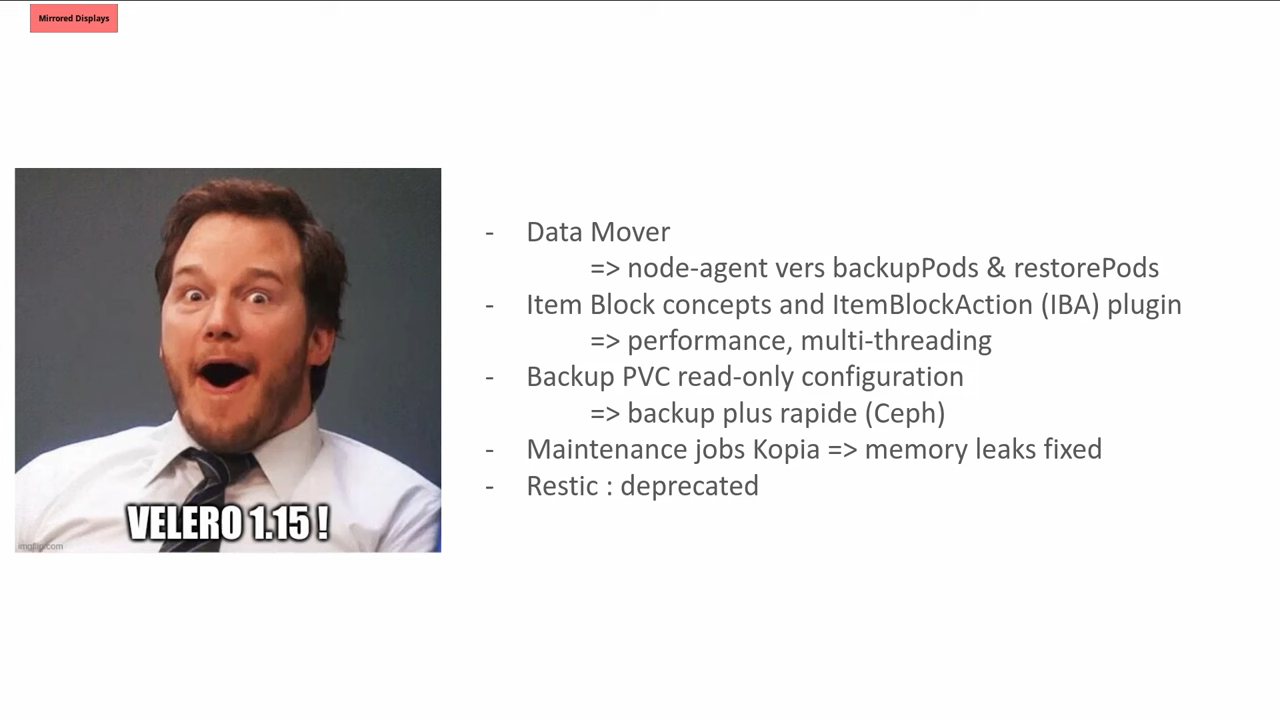 Mirrored Displays
- Data Mover
=> node-agent vers backupPods & restorePods
- Item Block concepts and ItemBlockAction (IBA) plugin
=> performance, multi-threading
- Backup PVC read-only configuration
=> backup plus rapide (Ceph)
- Maintenance jobs Kopia => memory leaks fixed
- Restic : deprecated
VELERO 1.15 !
imgflip.com